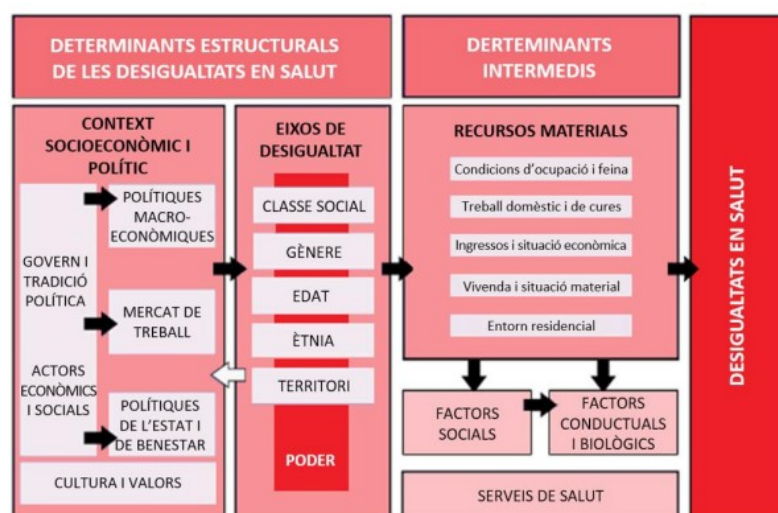 DETERMINANTS ESTRUCTURALS
DE LES DESIGUALTATS EN SALUT
DERTEMINANTS
INTERMEDIS
CONTEXT
SOCIOECONÒMIC I
POLÍTIC
GOVERN I
TRADICIÓ
POLÍTICA
ACTORS
ECONÒMICS
I SOCIALS
POLÍTIQUES
MACRO-
ECONÒMIQUES
MERCAT DE
TREBALL
POLÍTIQUES
DE L'ESTAT I
DE BENESTAR
CULTURA I VALORS
EIXOS DE
DESIGUALTAT
CLASSE SOCIAL
GÈNERE
EDAT
ÈTNIA
TERRITORI
PODER
RECURSOS MATERIALS
Condicions d'ocupació i feina
Treball domèstic i de cures
Ingressos i situació econòmica
Vivenda i situació material
Entorn residencial
FACTORS
SOCIALS
FACTORS
CONDUCTUALS
I BIOLÒGICS
SERVEIS DE SALUT
DESIGUALTATS EN SALUT